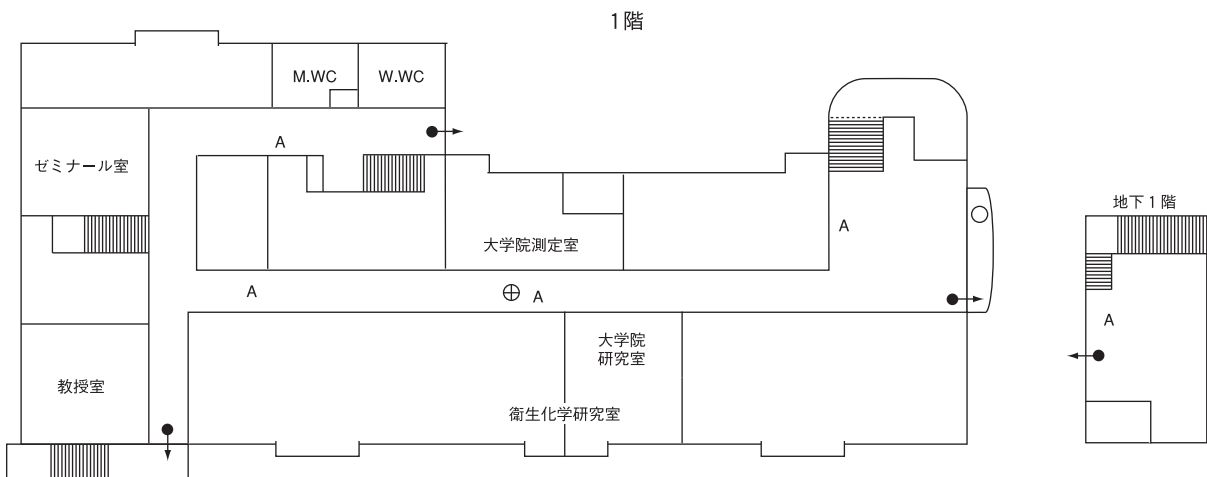 1階
M.WC
W.WC
A
ゼミナール室
A
地下1階
大学院測定室
A
A
A
大学院
研究室
教授室
衛生化学研究室
A